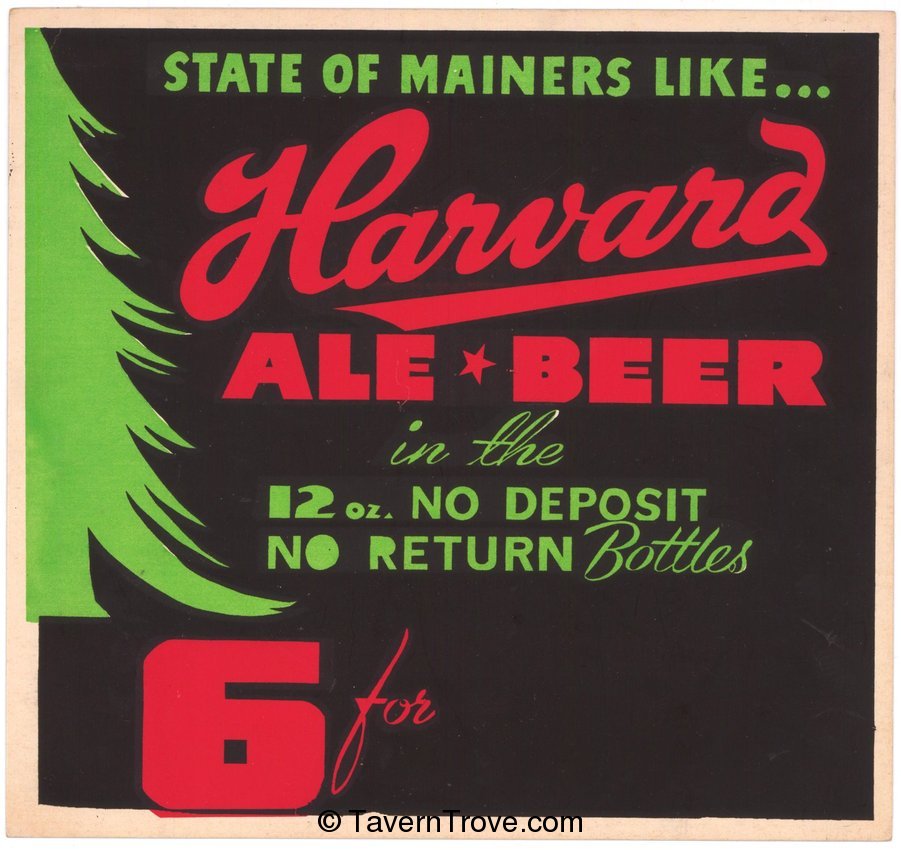 STATE OF MAINERS LIKE...
Harvard
ALE ★ BEER
in the
12 oz. NO DEPOSIT
NO RETURN Bottles
6 for
© TavernTrove.com